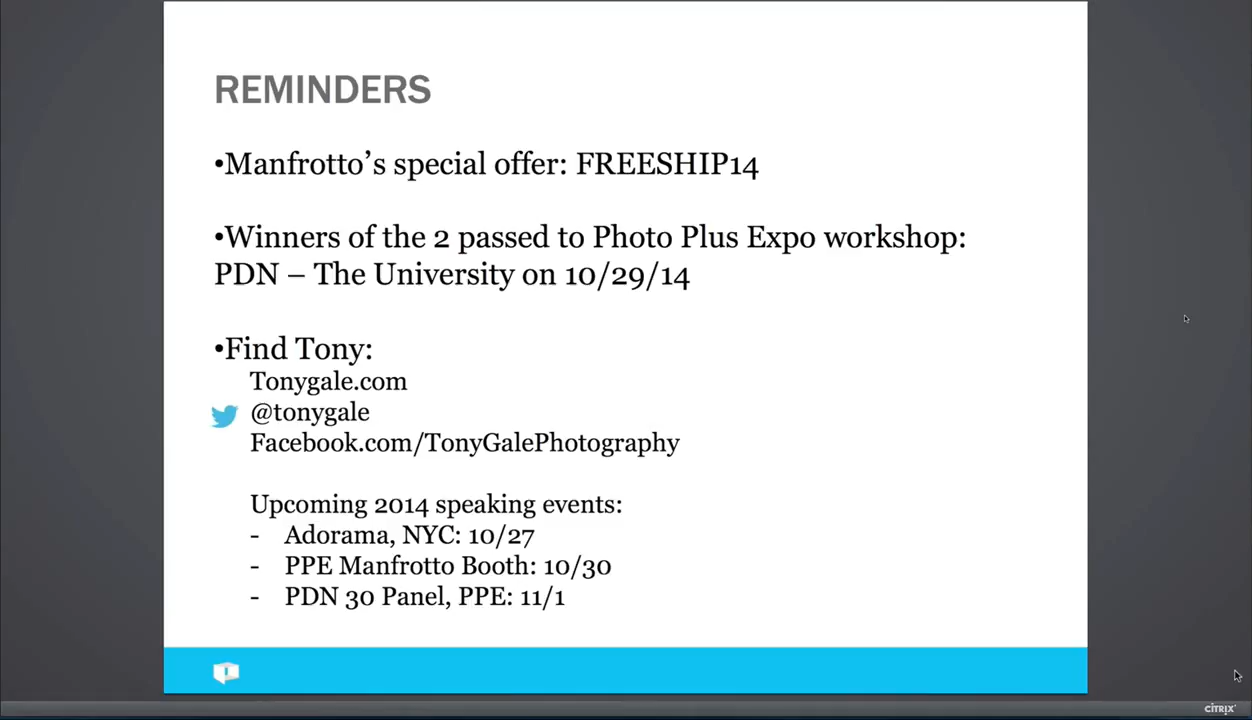 REMINDERS
•Manfrotto’s special offer: FREESHIP14
•Winners of the 2 passed to Photo Plus Expo workshop:
PDN – The University on 10/29/14
•Find Tony:
Tonygale.com
@tonygale
Facebook.com/TonyGalePhotography
Upcoming 2014 speaking events:
- Adorama, NYC: 10/27
- PPE Manfrotto Booth: 10/30
- PDN 30 Panel, PPE: 11/1
CITRIX